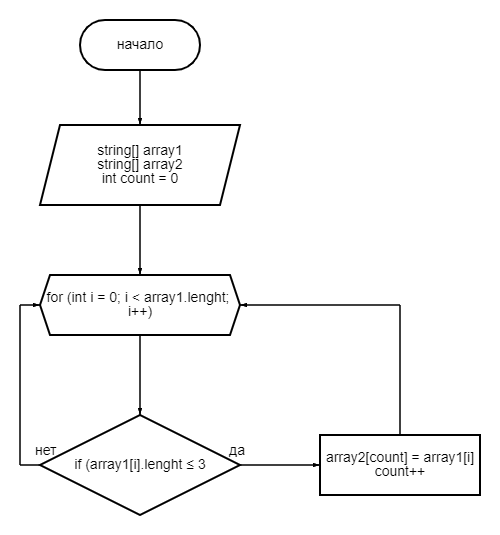 начало
string[] array1
string[] array2
int count = 0
for (int i = 0; i < array1.lenght;
i++)
нет
if (array1[i].lenght ≤ 3
да
array2[count] = array1[i]
count++